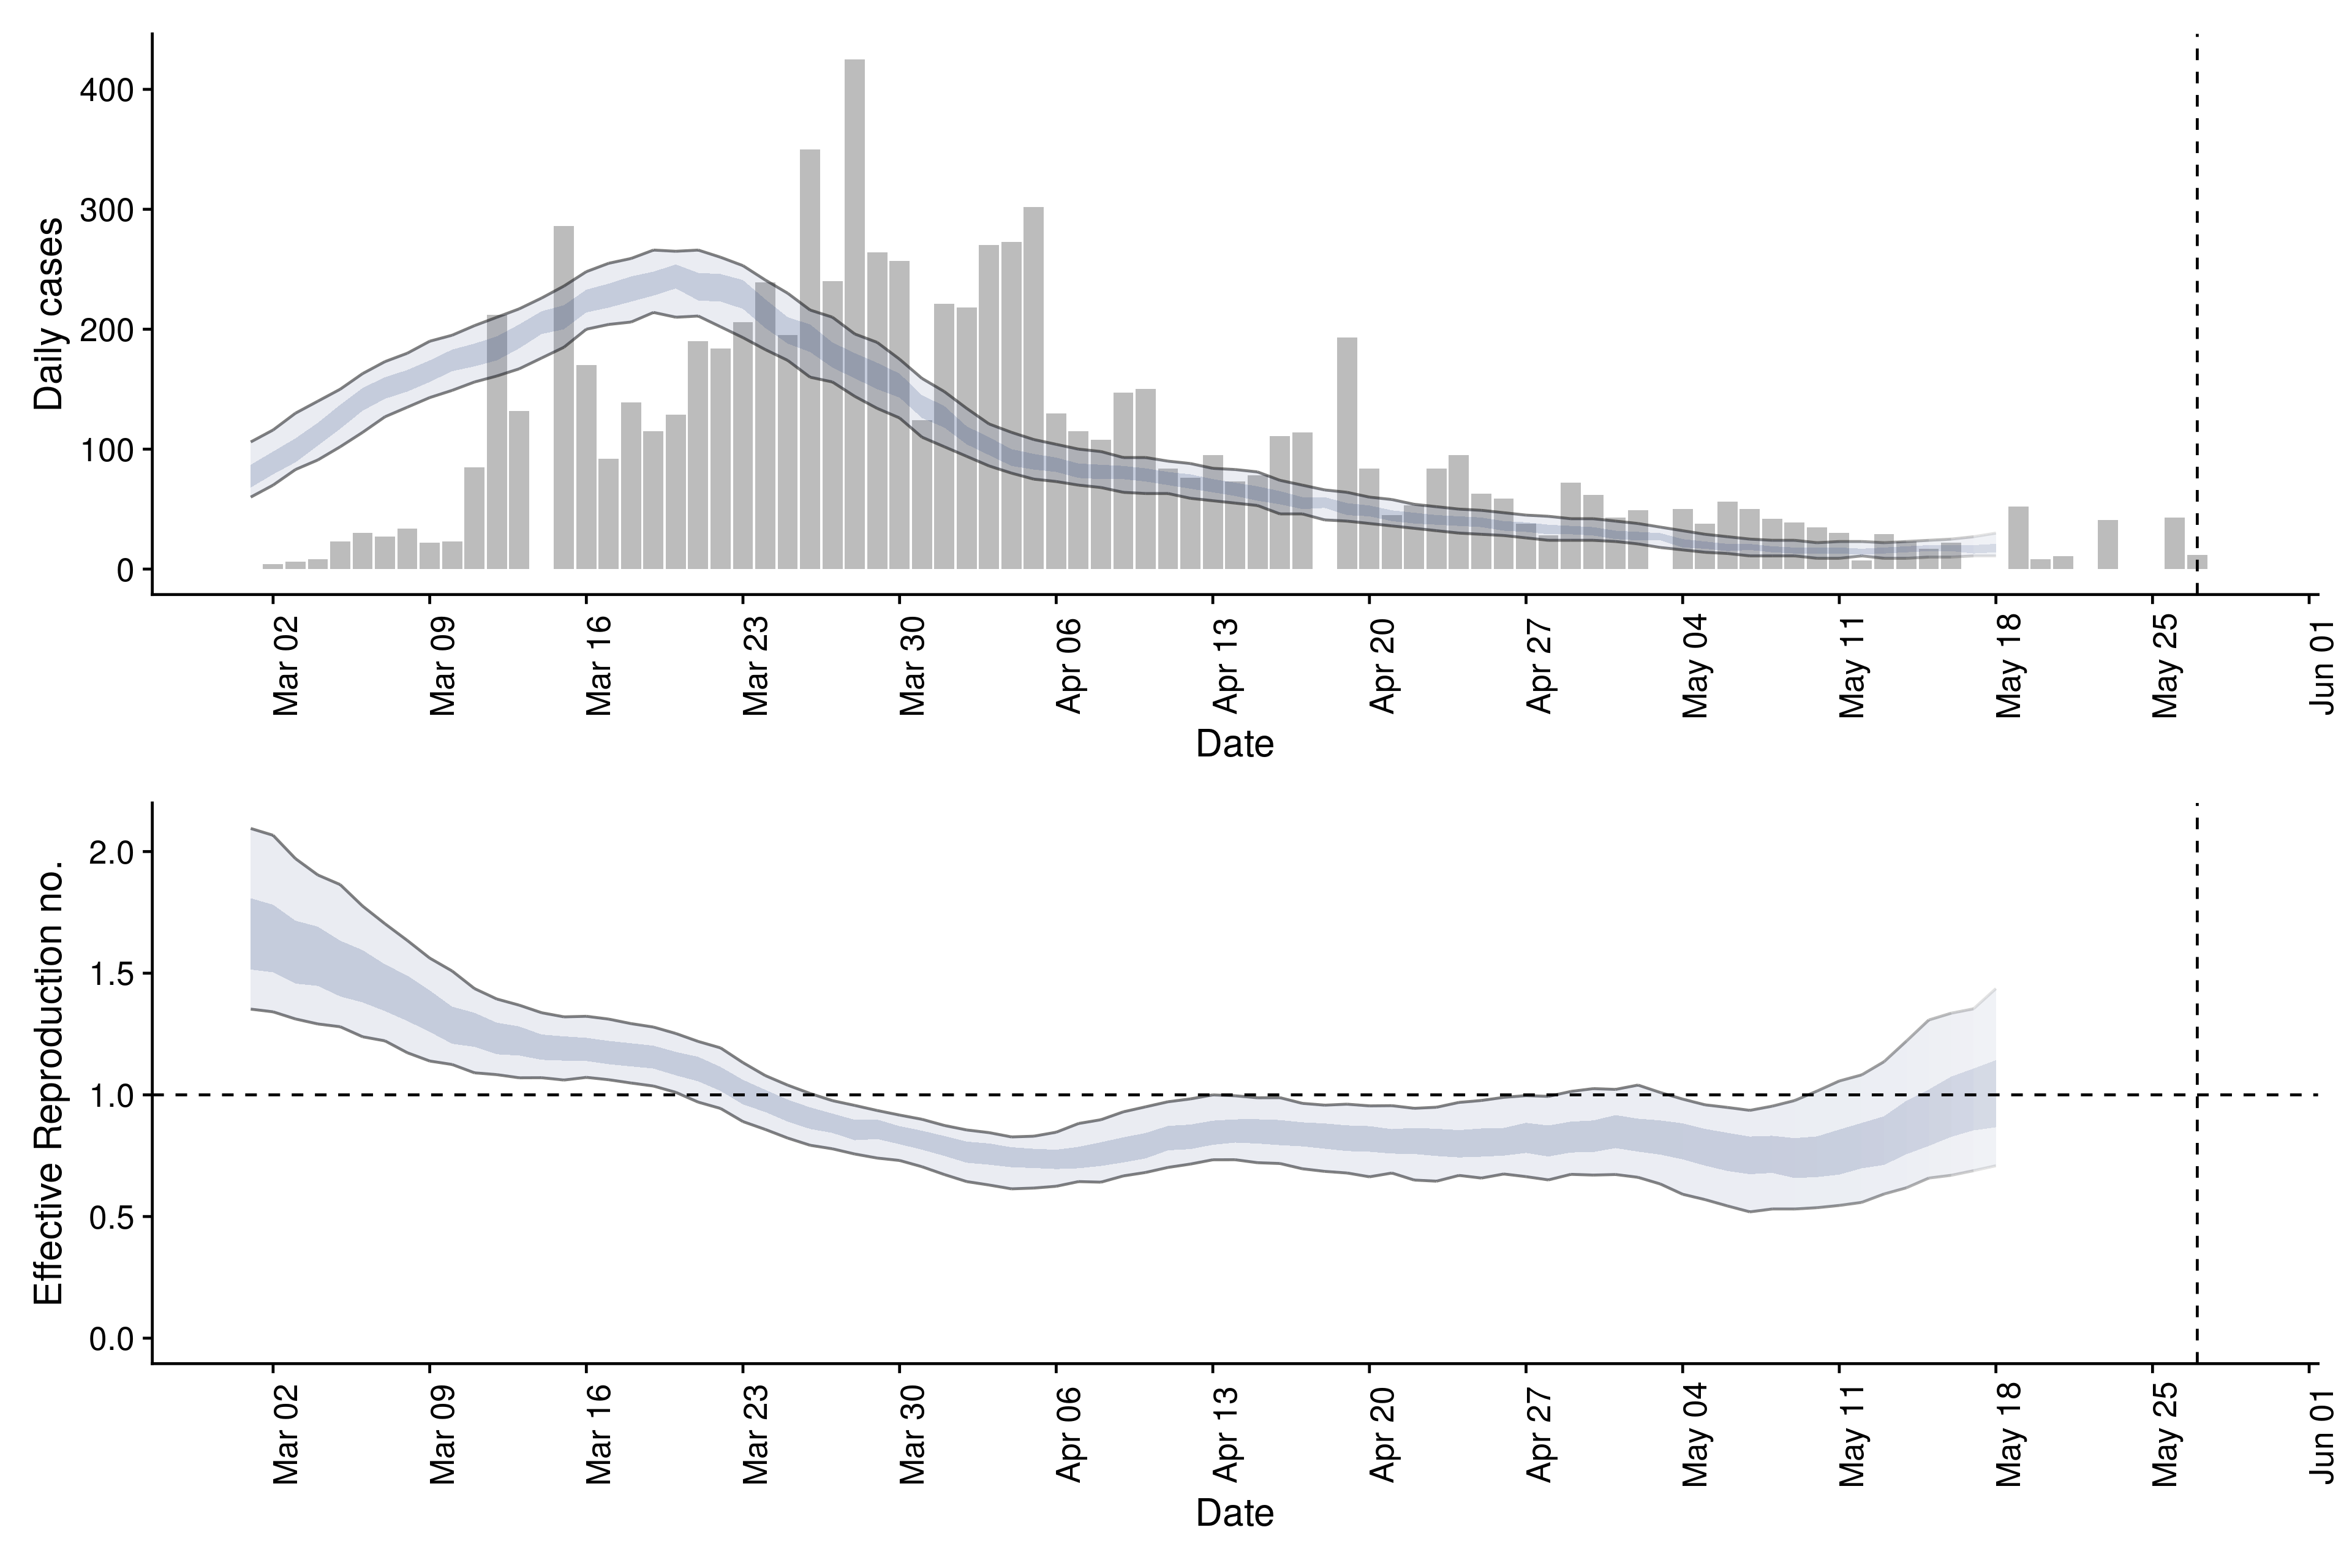 Daily cases
400
300
200
100
0
Mar 02
Mar 09
Mar 16
Mar 23
Mar 30
Apr 06
Apr 13
Apr 20
Apr 27
May 04
May 11
May 18
May 25
Jun 01
Date
Effective Reproduction no.
2.0
1.5
1.0
0.5
0.0
Mar 02
Mar 09
Mar 16
Mar 23
Mar 30
Apr 06
Apr 13
Apr 20
Apr 27
May 04
May 11
May 18
May 25
Jun 01
Date